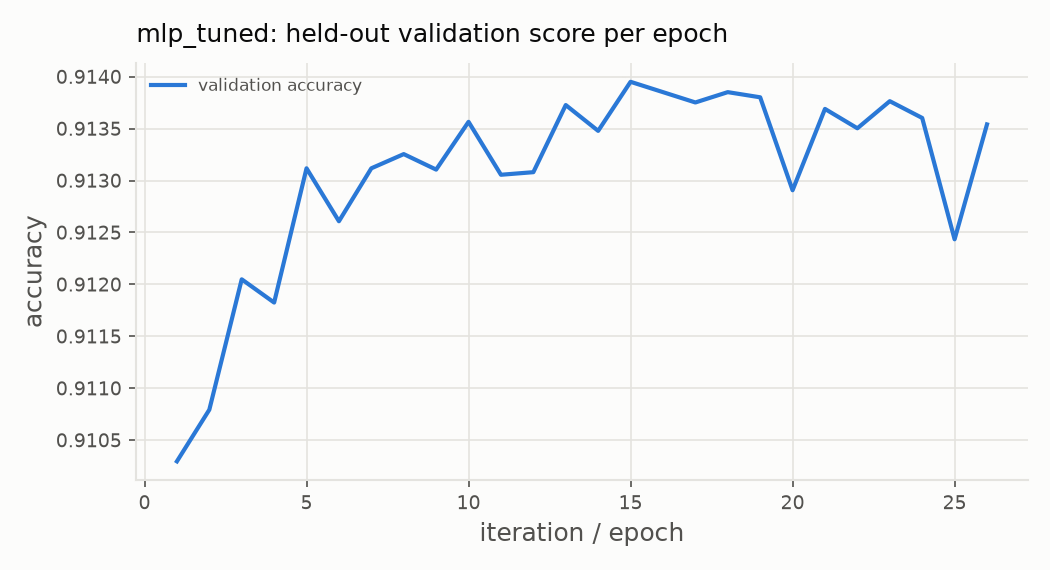 mlp_tuned: held-out validation score per epoch
validation accuracy
accuracy
0.9140
0.9135
0.9130
0.9125
0.9120
0.9115
0.9110
0.9105
0 5 10 15 20 25
iteration / epoch